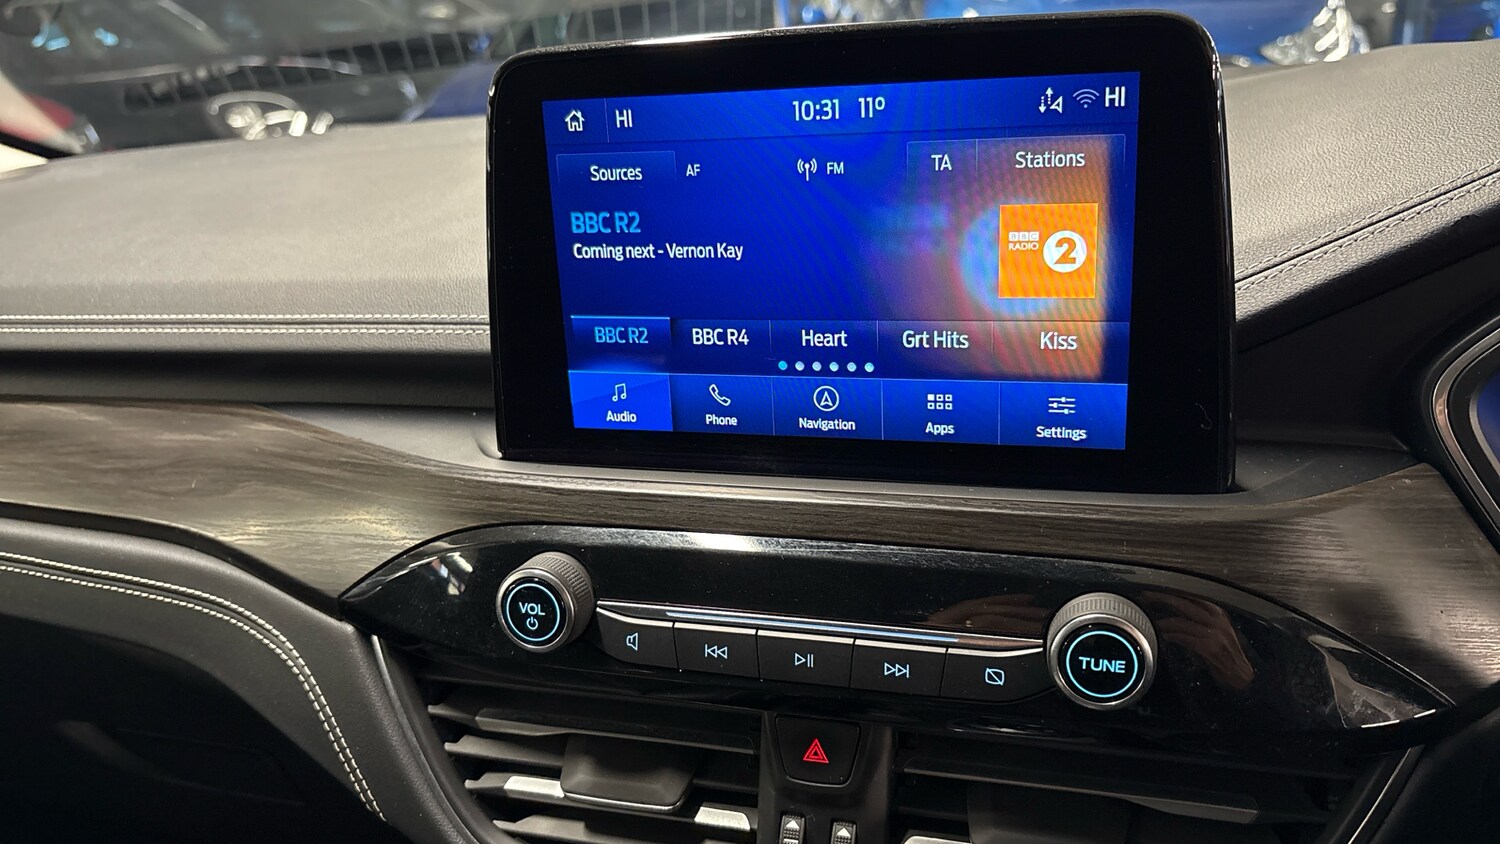 HI 10:31 11° HI
Sources AF FM TA Stations
BBC R2
Coming next - Vernon Kay
BBC
RADIO 2
BBC R2 BBC R4 Heart Grt Hits Kiss
Audio Phone Navigation Apps Settings
VOL
TUNE